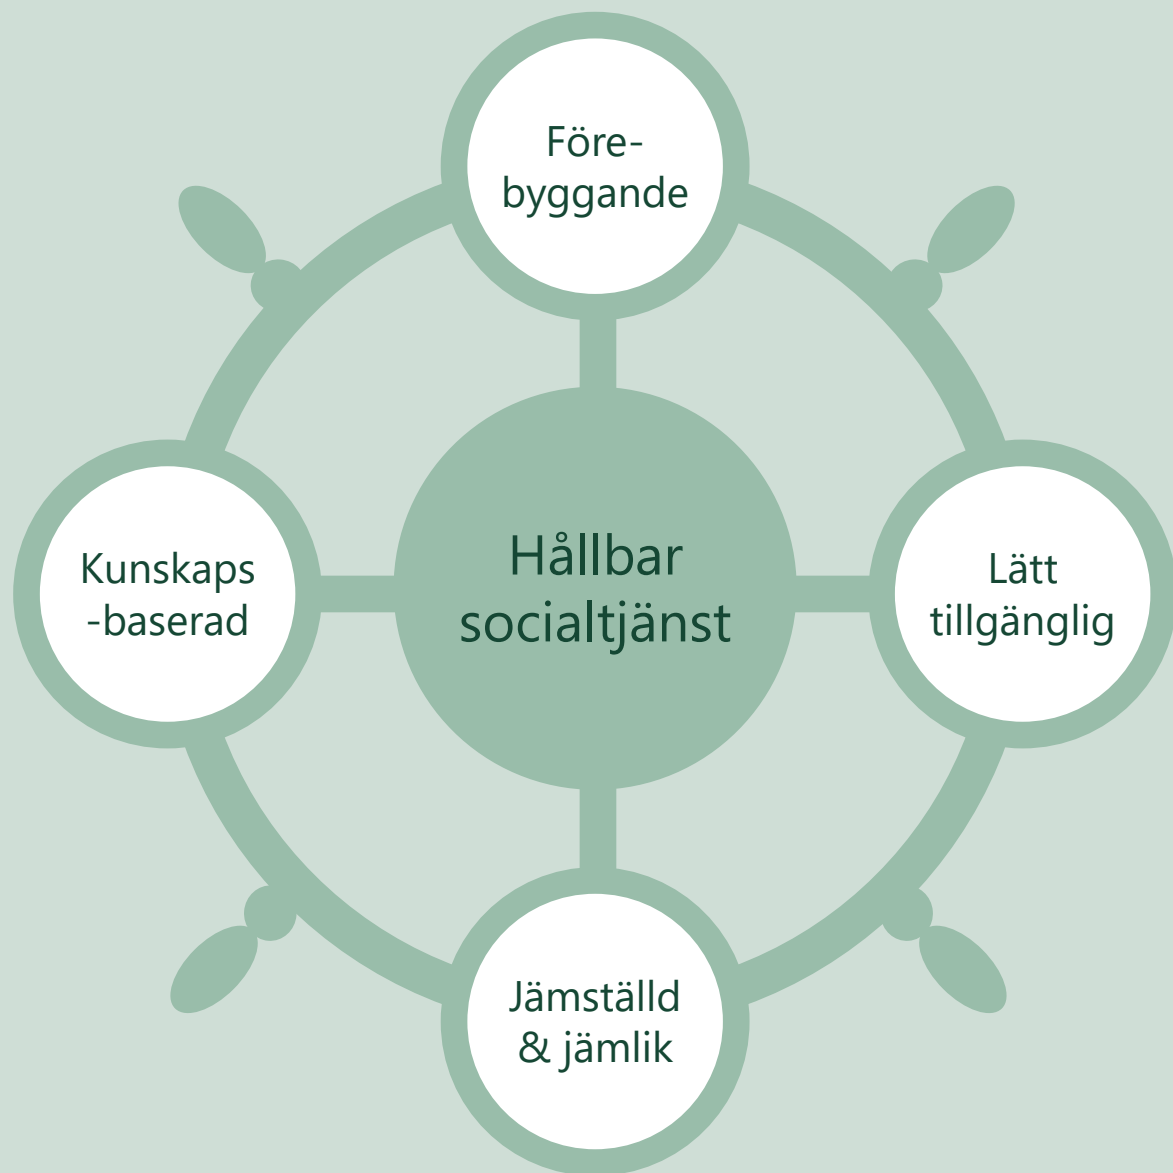 Före-
byggande
Kunskaps
-baserad
Hållbar
socialtjänst
Lätt
tillgänglig
Jämställd
& jämlik